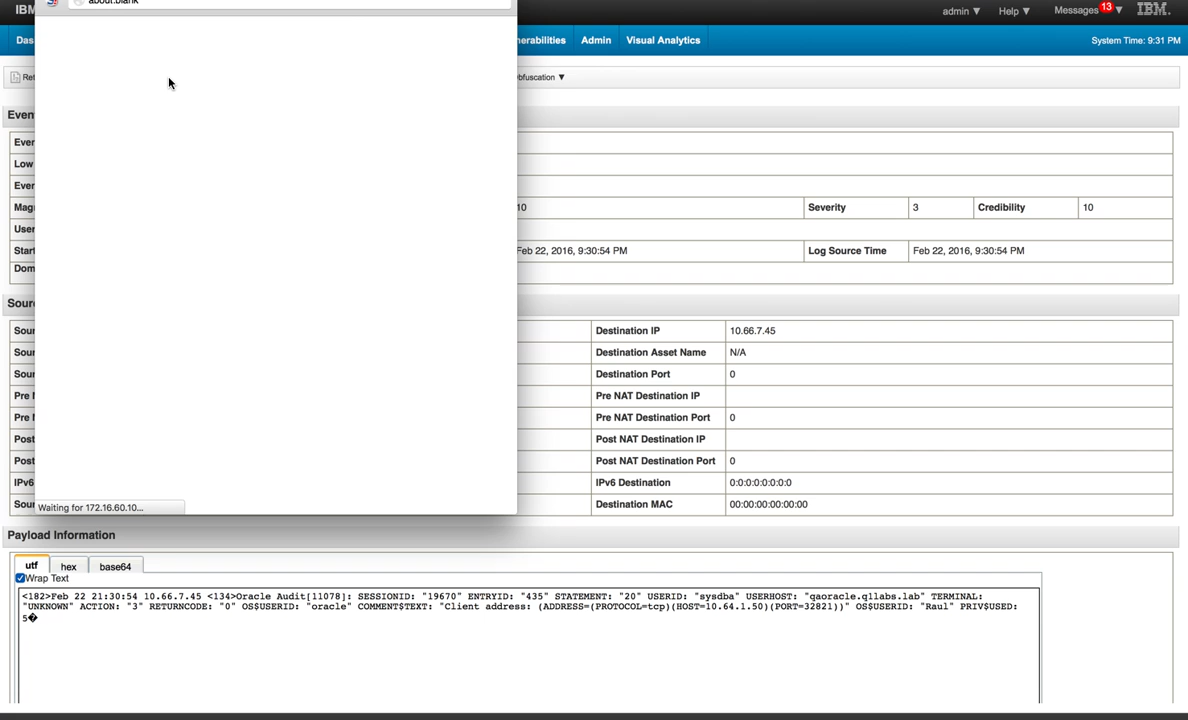 IBM
about:blank
admin ▼ Help ▼ Messages 13 ▼ IBM.
Das
nerabilities Admin Visual Analytics System Time: 9:31 PM
Ret
bfuscation ▼
Even
Even
Low
Even
Magn
10 Severity 3 Credibility 10
User
Start
Feb 22, 2016, 9:30:54 PM Log Source Time Feb 22, 2016, 9:30:54 PM
Dom
Sour
Sour
Destination IP 10.66.7.45
Sour
Destination Asset Name N/A
Sour
Destination Port 0
Pre N
Pre NAT Destination IP
Pre N
Pre NAT Destination Port 0
Post
Post NAT Destination IP
Post
Post NAT Destination Port 0
IPv6
IPv6 Destination 0:0:0:0:0:0:0:0
Sour
Destination MAC 00:00:00:00:00:00
Waiting for 172.16.60.10...
Payload Information
utf hex base64
Wrap Text
<182>Feb 22 21:30:54 10.66.7.45 <134>Oracle Audit[11078]: SESSIONID: "19670" ENTRYID: "435" STATEMENT: "20" USERID: "sysdba" USERHOST: "qaoracle.q1labs.lab" TERMINAL:
"UNKNOWN" ACTION: "3" RETURNCODE: "0" OS$USERID: "oracle" COMMENT$TEXT: "Client address: (ADDRESS=(PROTOCOL=tcp)(HOST=10.64.1.50)(PORT=32821))" OS$USERID: "Raul" PRIV$USED:
5�